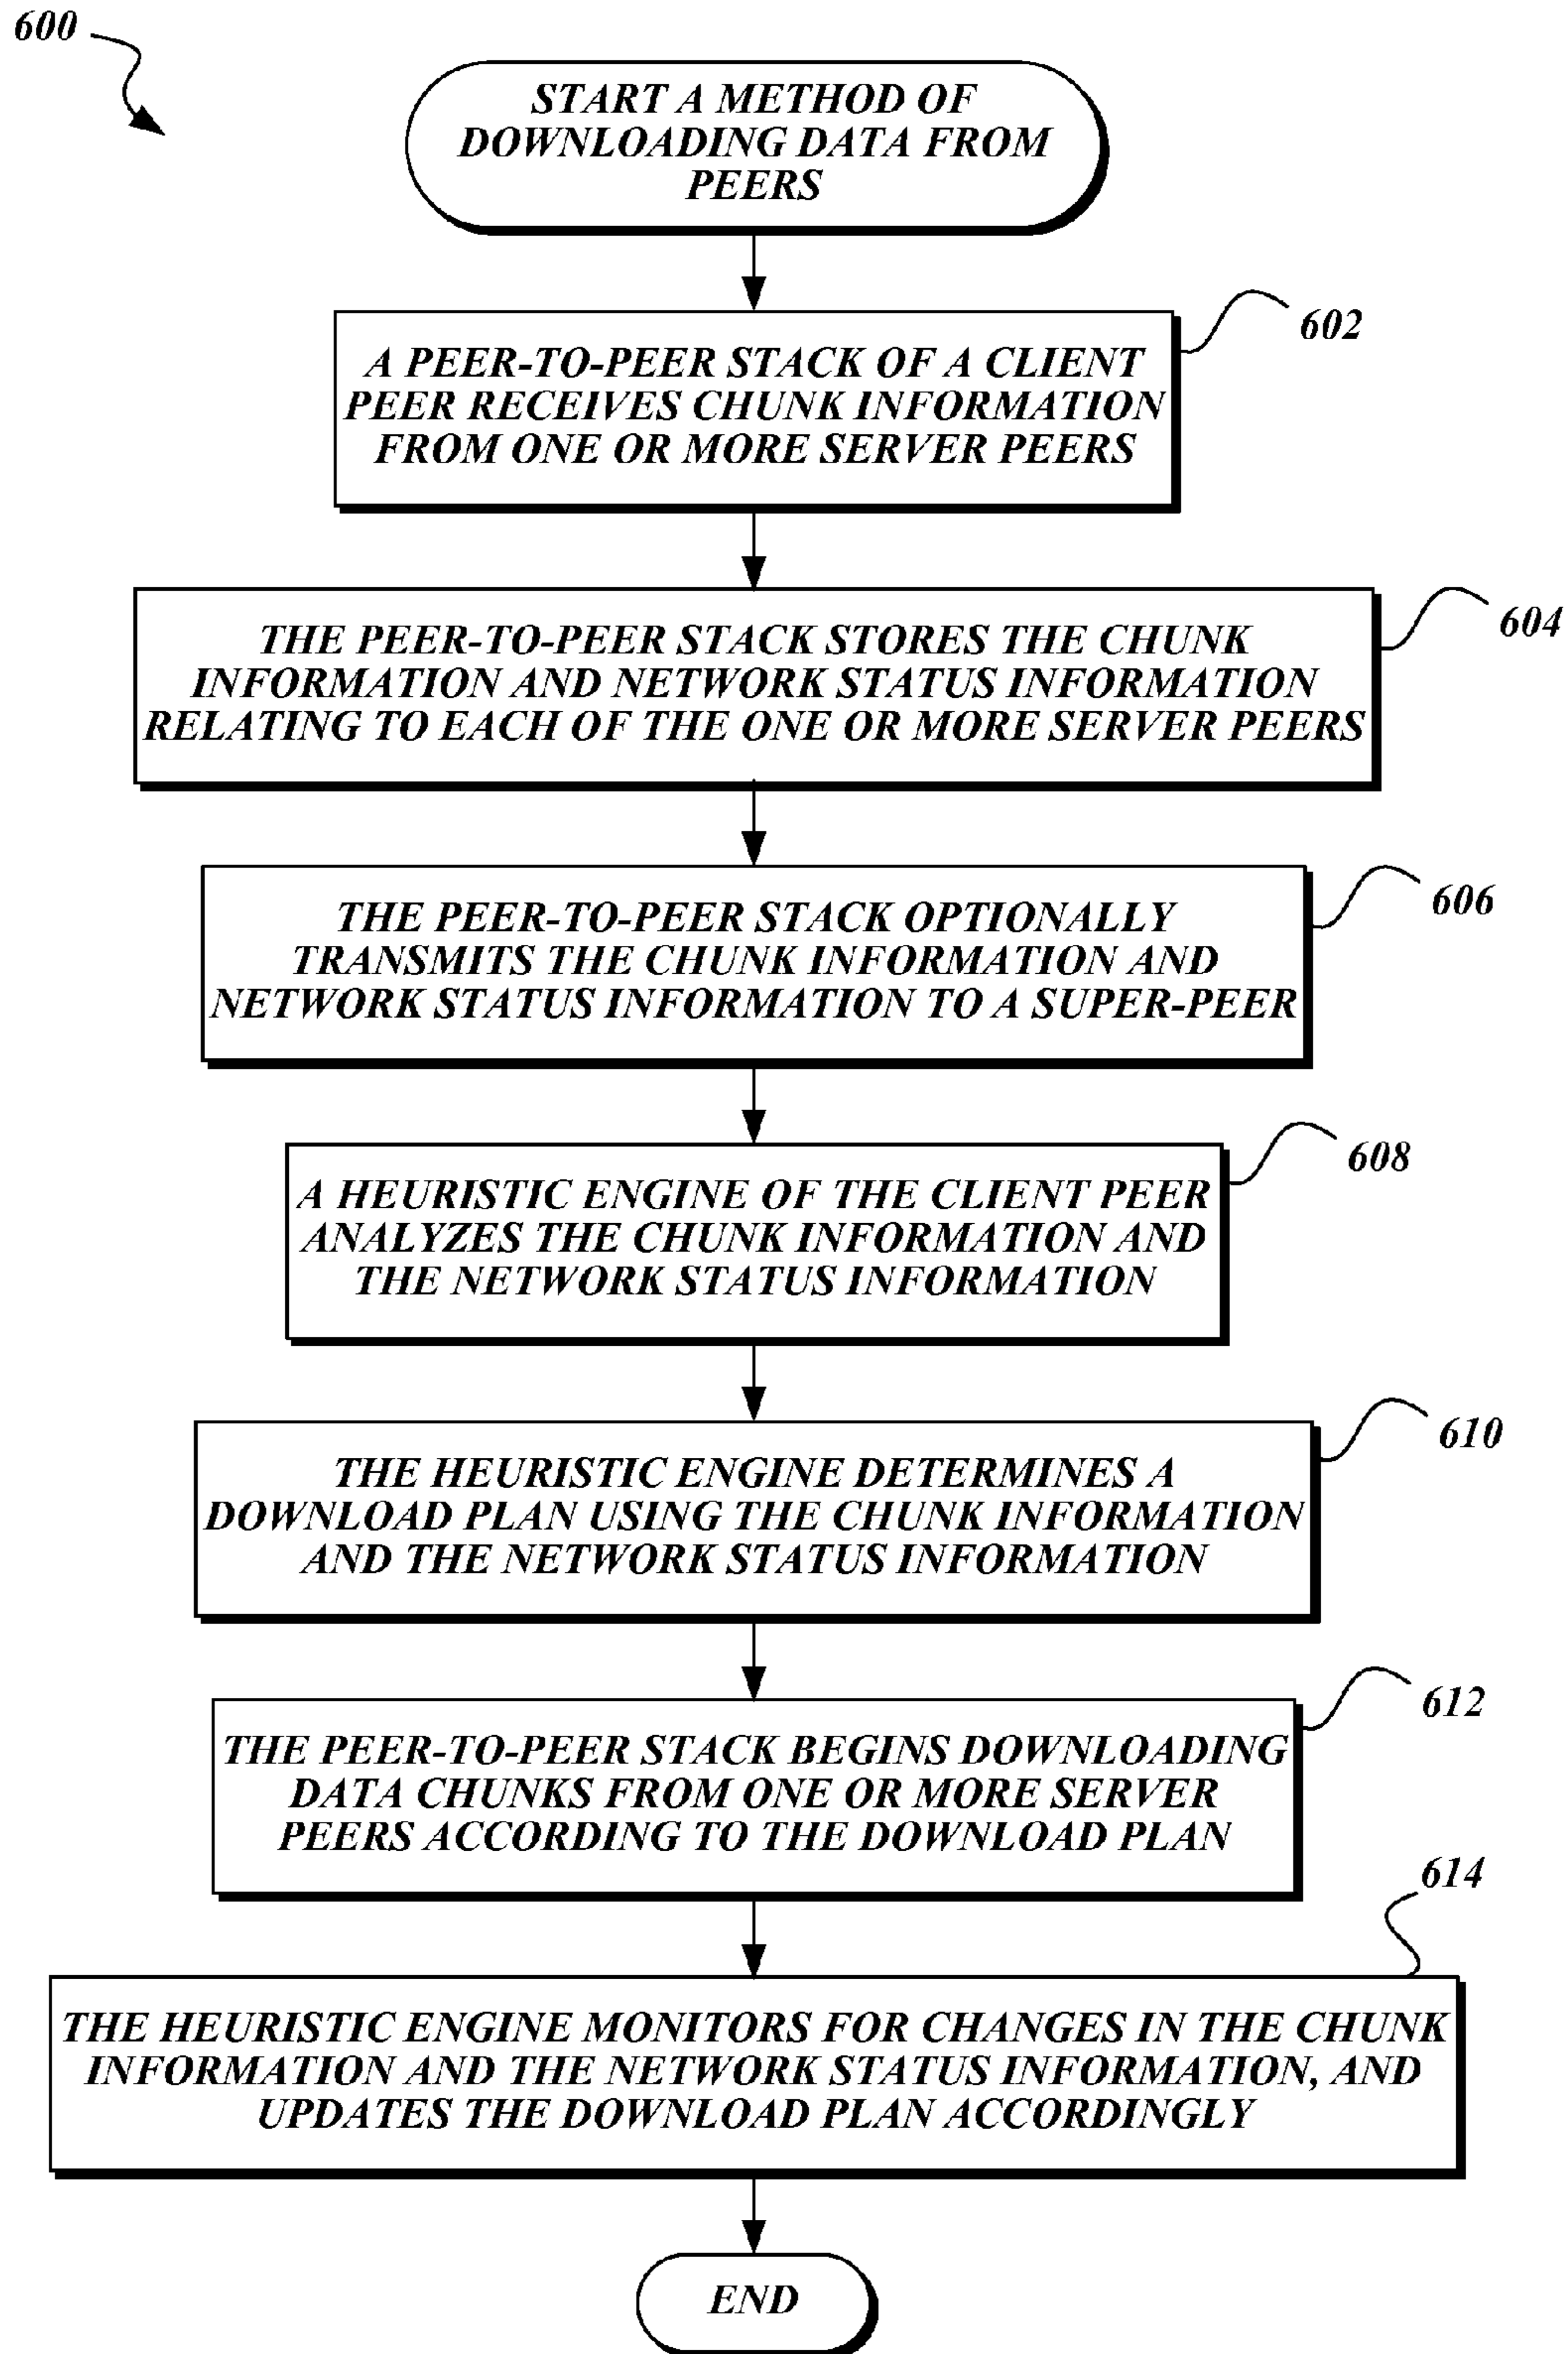 600
START A METHOD OF
DOWNLOADING DATA FROM
PEERS
602
A PEER-TO-PEER STACK OF A CLIENT
PEER RECEIVES CHUNK INFORMATION
FROM ONE OR MORE SERVER PEERS
604
THE PEER-TO-PEER STACK STORES THE CHUNK
INFORMATION AND NETWORK STATUS INFORMATION
RELATING TO EACH OF THE ONE OR MORE SERVER PEERS
606
THE PEER-TO-PEER STACK OPTIONALLY
TRANSMITS THE CHUNK INFORMATION AND
NETWORK STATUS INFORMATION TO A SUPER-PEER
608
A HEURISTIC ENGINE OF THE CLIENT PEER
ANALYZES THE CHUNK INFORMATION AND
THE NETWORK STATUS INFORMATION
610
THE HEURISTIC ENGINE DETERMINES A
DOWNLOAD PLAN USING THE CHUNK INFORMATION
AND THE NETWORK STATUS INFORMATION
612
THE PEER-TO-PEER STACK BEGINS DOWNLOADING
DATA CHUNKS FROM ONE OR MORE SERVER
PEERS ACCORDING TO THE DOWNLOAD PLAN
614
THE HEURISTIC ENGINE MONITORS FOR CHANGES IN THE CHUNK
INFORMATION AND THE NETWORK STATUS INFORMATION, AND
UPDATES THE DOWNLOAD PLAN ACCORDINGLY
END